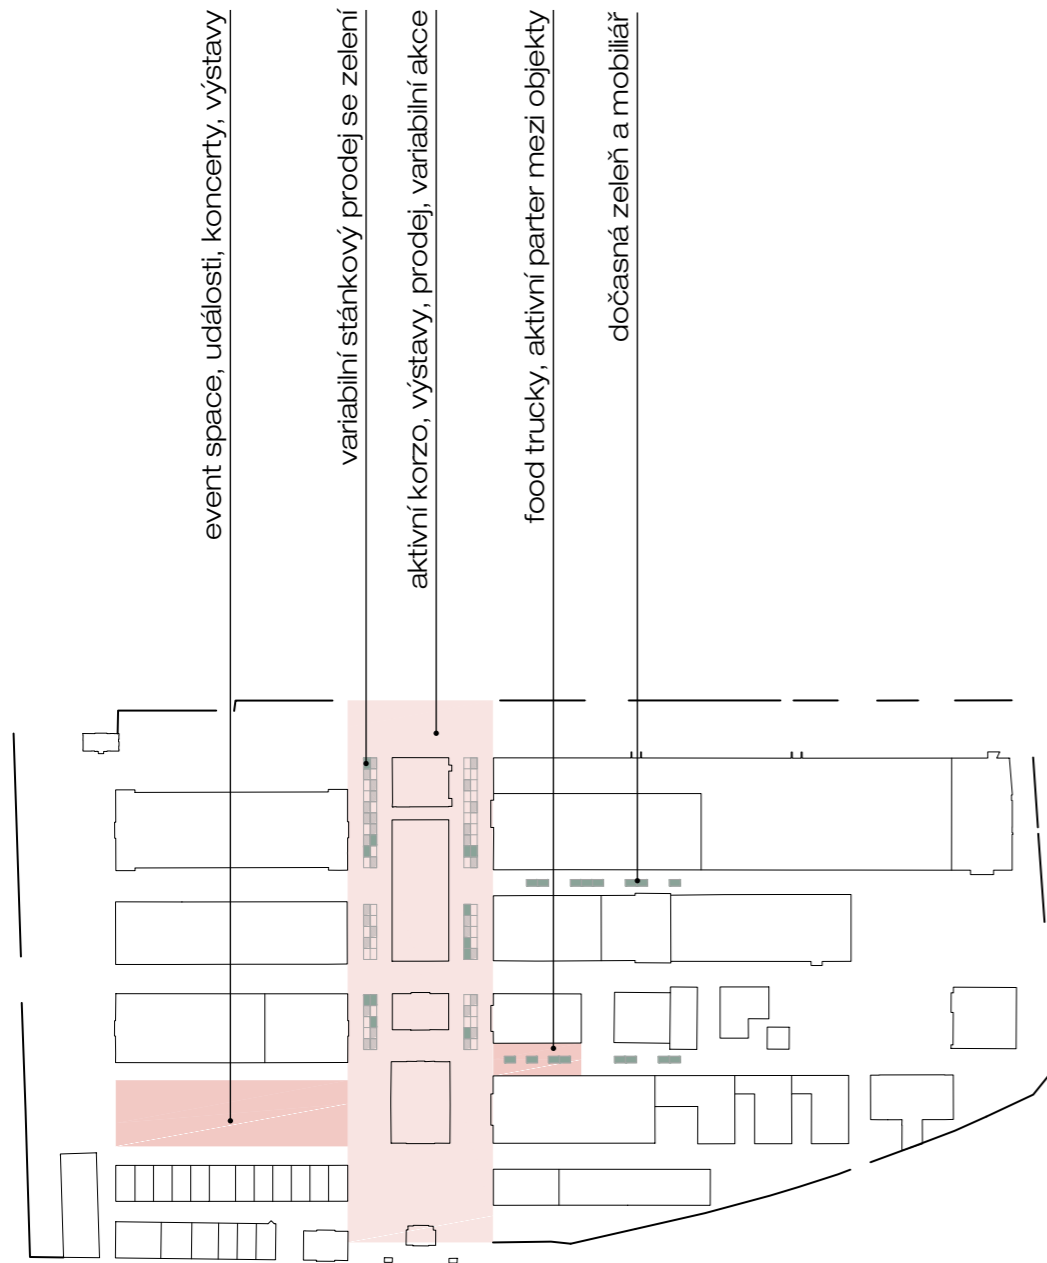 event space, události, koncerty, výstavy
variabilní stánkový prodej se zelení
aktivní korzo, výstavy, prodej, variabilní akce
food trucky, aktivní parter mezi objekty
dočasná zeleň a mobiliář